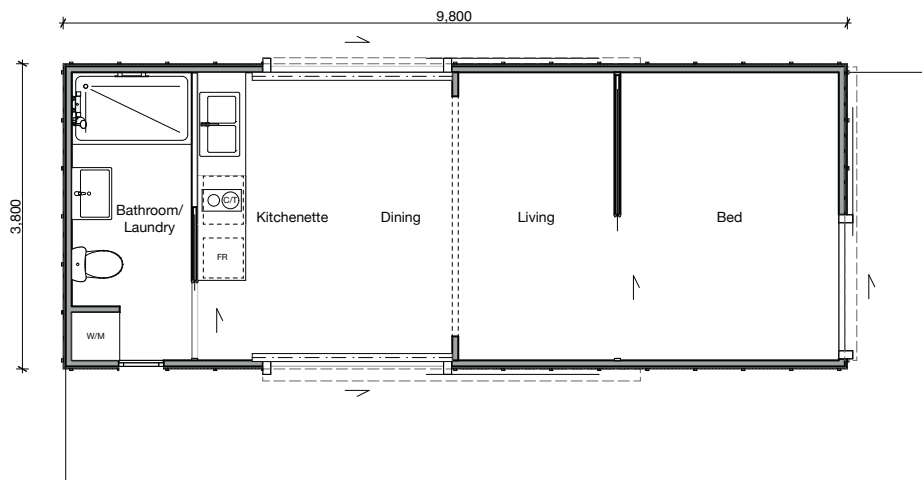 9,800
3,800
Bathroom/
Laundry
Kitchenette
Dining
Living
Bed
C/T
FR
W/M